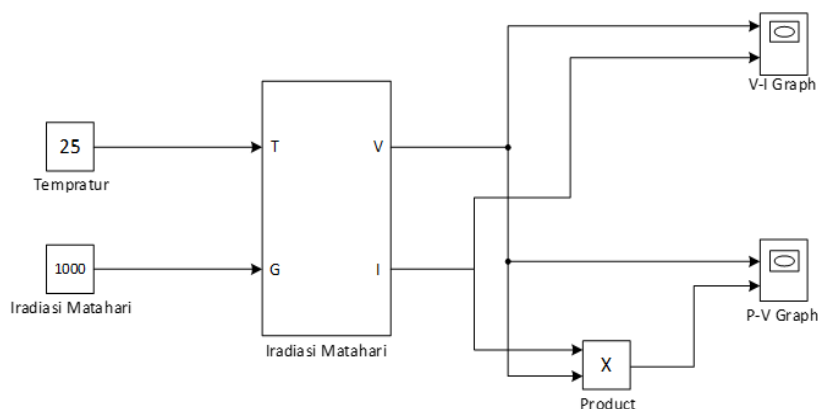 V-I Graph
25
T
V
Tempratur
1000
G
I
Iradiasi Matahari
P-V Graph
Iradiasi Matahari
X
Product